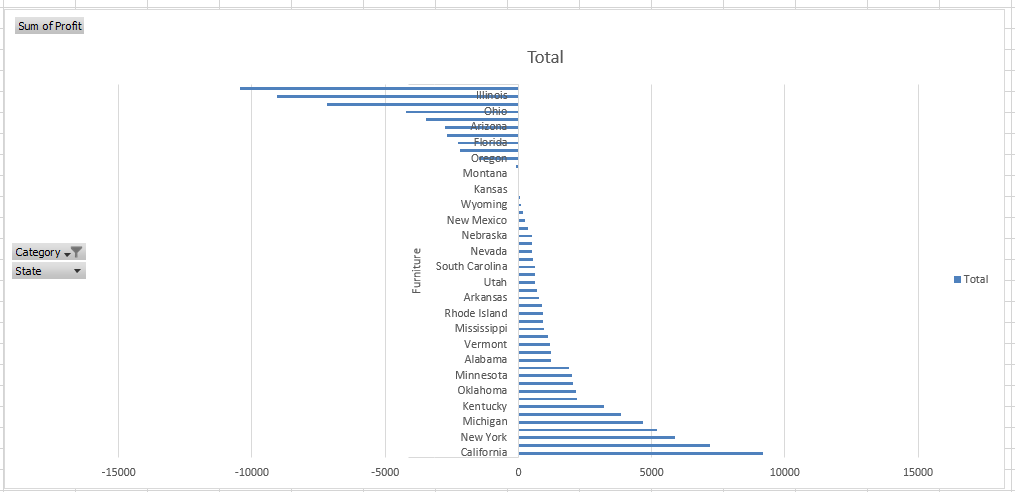 Sum of Profit
Total
Illinois
Ohio
Arizona
Florida
Oregon
Montana
Kansas
Wyoming
New Mexico
Nebraska
Nevada
South Carolina
Utah
Arkansas
Rhode Island
Mississippi
Vermont
Alabama
Minnesota
Oklahoma
Kentucky
Michigan
New York
California
Furniture
Category
State
Total
-15000 -10000 -5000 0 5000 10000 15000